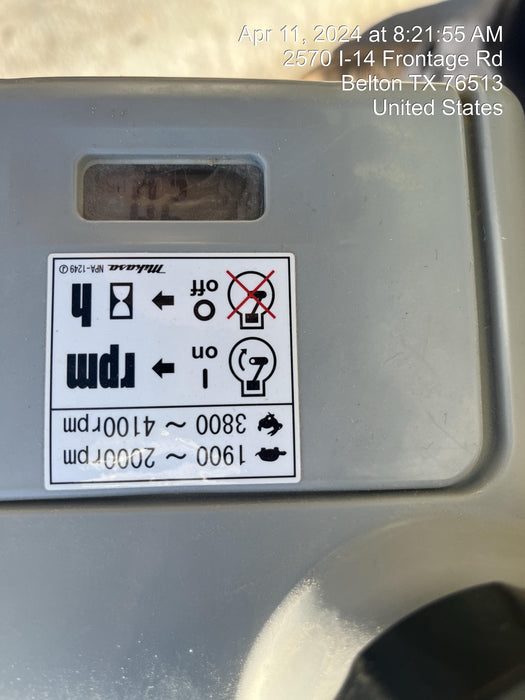 Apr 11, 2024 at 8:21:55 AM
2570 I-14 Frontage Rd
Belton TX 76513
United States
1900 ~ 2000rpm
3800 ~ 4100rpm
I → rpm
on
O → h
off
Mikasa NPA-1249